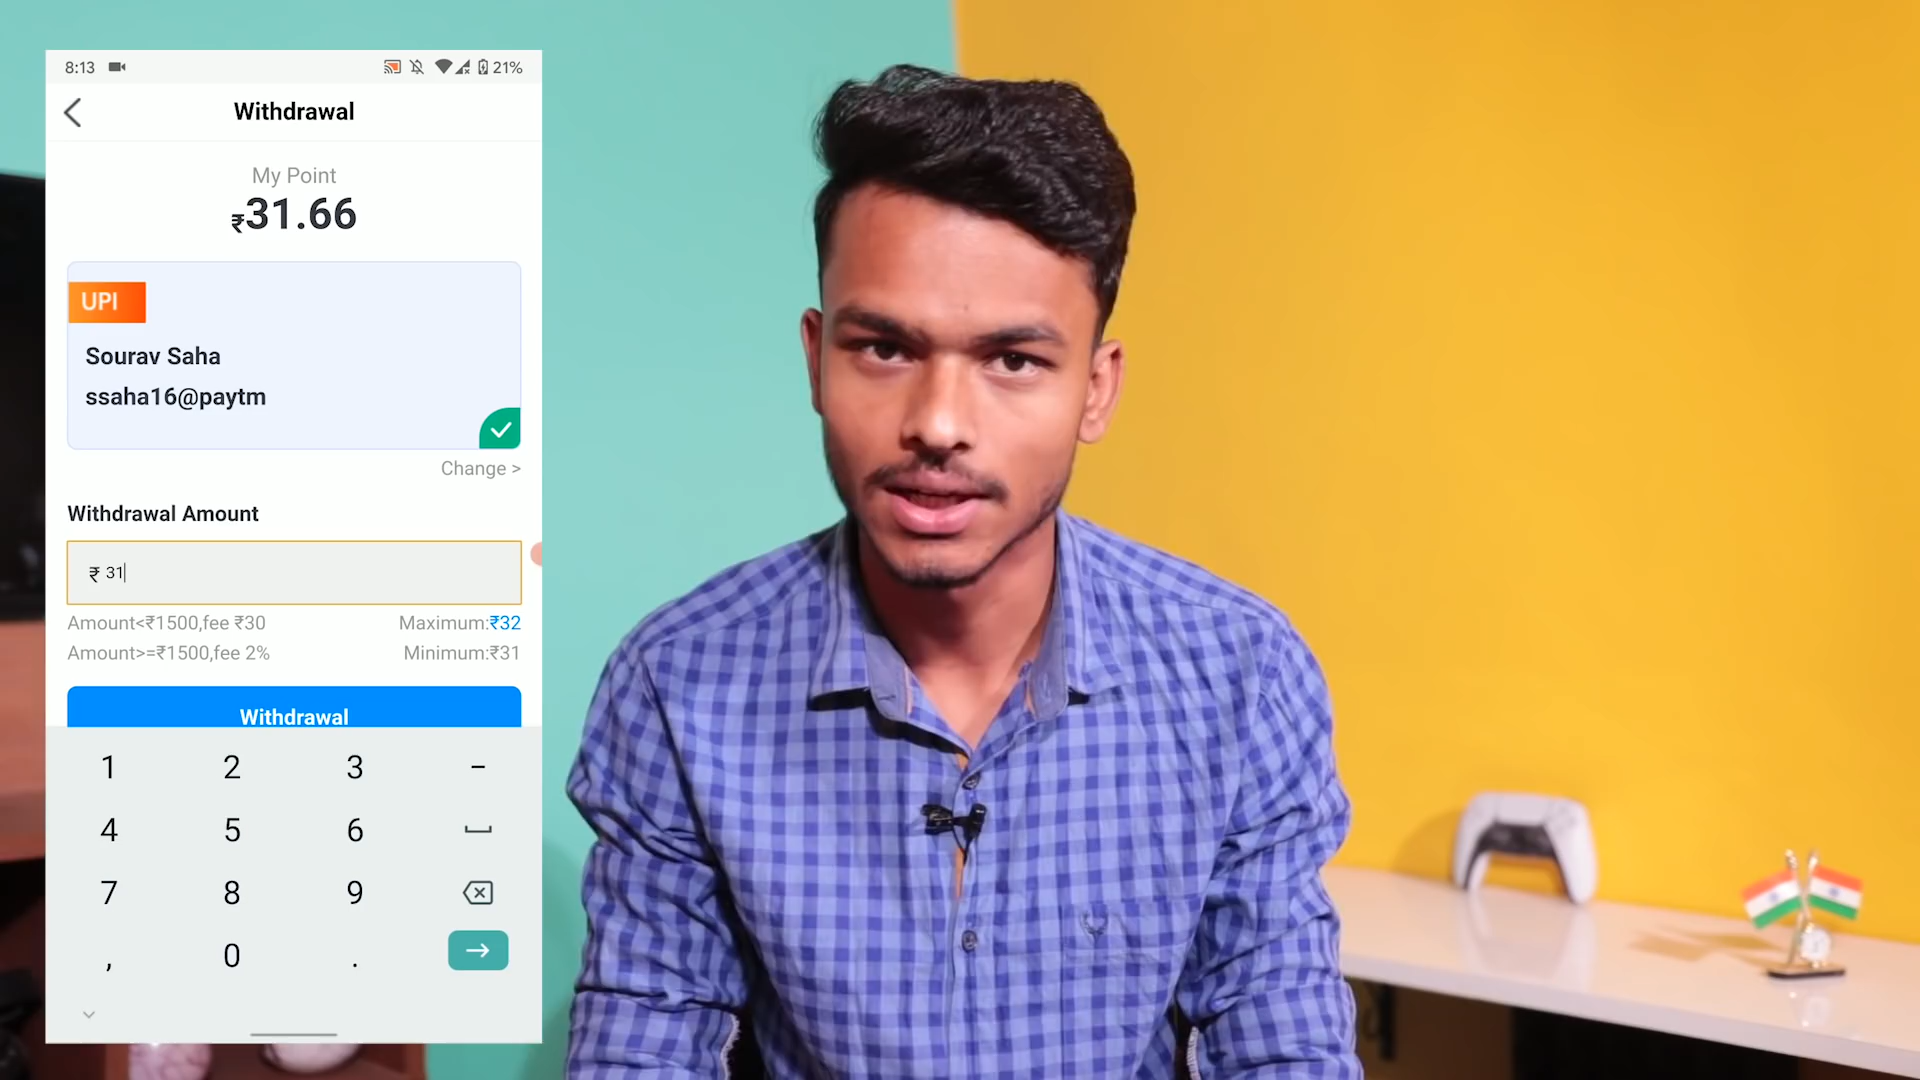 8:13
21%
Withdrawal
My Point
₹31.66
UPI
Sourav Saha
ssaha16@paytm
Change >
Withdrawal Amount
₹ 31
Amount<₹1500,fee ₹30 Maximum:₹32
Amount>=₹1500,fee 2% Minimum:₹31
Withdrawal
1 2 3 -
4 5 6
7 8 9
, 0 .